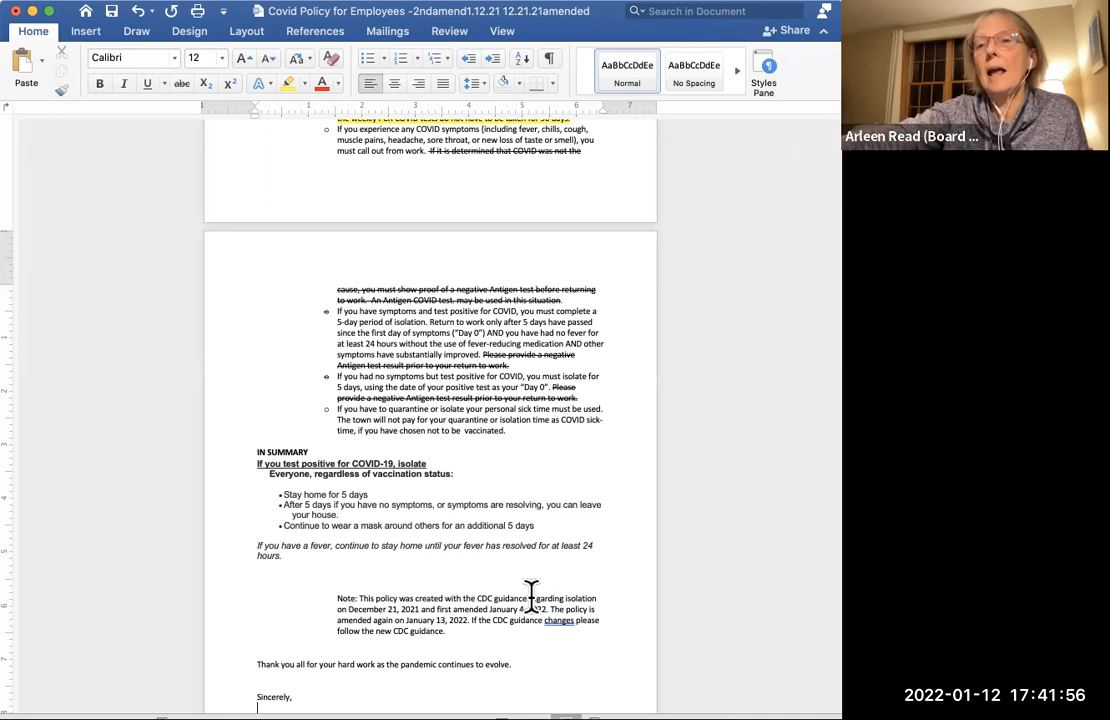 Covid Policy for Employees -2ndamend1.12.21 12.21.21amended
Search in Document
Home Insert Draw Design Layout References Mailings Review View
Share
Paste
Calibri 12
AaBbCcDdEe AaBbCcDdEe
Normal No Spacing
Styles
Pane
1 1 2 3 4 5 6 7
If you experience any COVID symptoms (including fever, chills, cough,
muscle pains, headache, sore throat, or new loss of taste or smell), you
must call out from work. If it is determined that COVID was not the
cause, you must show proof of a negative Antigen test before returning
to work. An Antigen COVID test. may be used in this situation.
o If you have symptoms and test positive for COVID, you must complete a
5-day period of isolation. Return to work only after 5 days have passed
since the first day of symptoms ("Day 0") AND you have had no fever for
at least 24 hours without the use of fever-reducing medication AND other
symptoms have substantially improved. Please provide a negative
Antigen test result prior to your return to work.
o If you had no symptoms but test positive for COVID, you must isolate for
5 days, using the date of your positive test as your "Day 0". Please
provide a negative Antigen test result prior to your return to work.
o If you have to quarantine or isolate your personal sick time must be used.
The town will not pay for your quarantine or isolation time as COVID sick-
time, if you have chosen not to be vaccinated.
IN SUMMARY
If you test positive for COVID-19, isolate
Everyone, regardless of vaccination status:
• Stay home for 5 days
• After 5 days if you have no symptoms, or symptoms are resolving, you can leave
your house.
• Continue to wear a mask around others for an additional 5 days
If you have a fever, continue to stay home until your fever has resolved for at least 24
hours.
Note: This policy was created with the CDC guidance regarding isolation
on December 21, 2021 and first amended January 4, 2022. The policy is
amended again on January 13, 2022. If the CDC guidance changes please
follow the new CDC guidance.
Thank you all for your hard work as the pandemic continues to evolve.
Sincerely,
Arleen Read (Board ...
2022-01-12 17:41:56